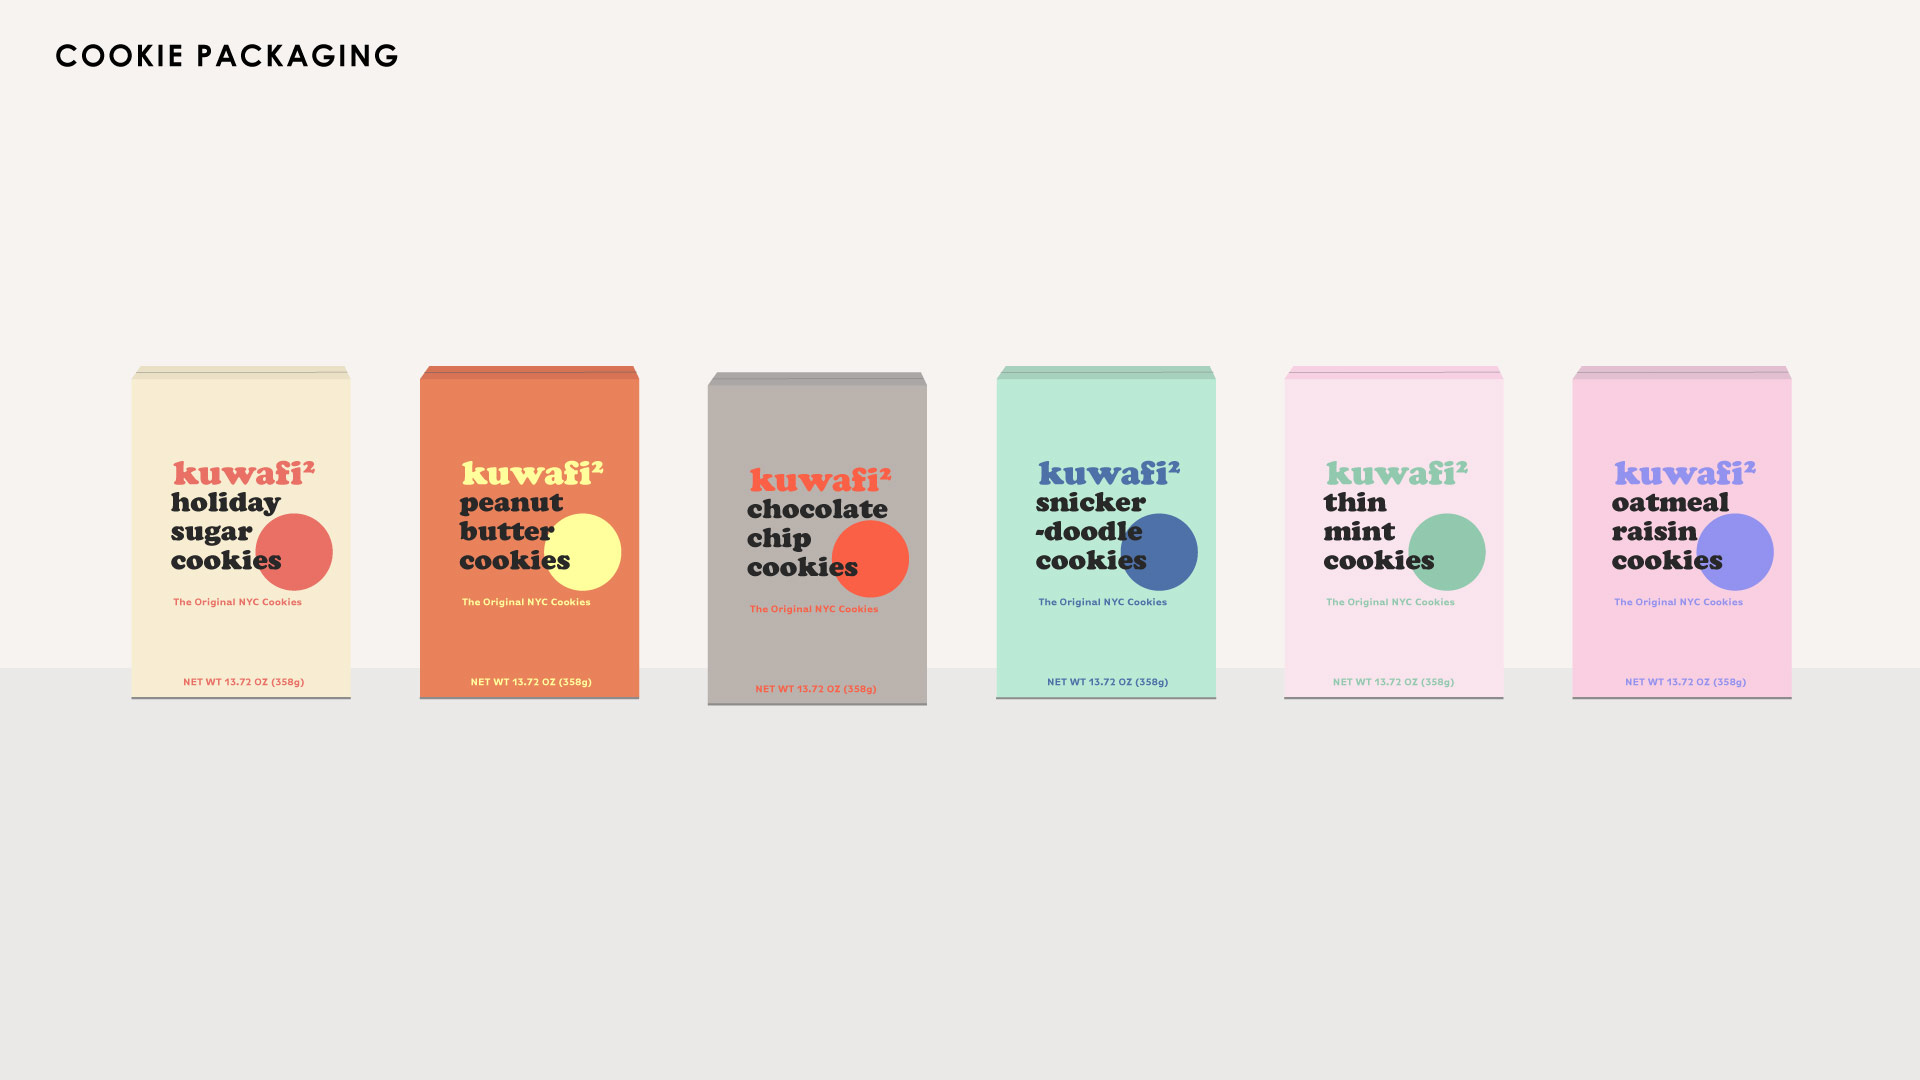 COOKIE PACKAGING
kuwafi²
holiday
sugar
cookies
The Original NYC Cookies
NET WT 13.72 OZ (358g)
kuwafi²
peanut
butter
cookies
The Original NYC Cookies
NET WT 13.72 OZ (358g)
kuwafi²
chocolate
chip
cookies
The Original NYC Cookies
NET WT 13.72 OZ (358g)
kuwafi²
snicker
-doodle
cookies
The Original NYC Cookies
NET WT 13.72 OZ (358g)
kuwafi²
thin
mint
cookies
The Original NYC Cookies
NET WT 13.72 OZ (358g)
kuwafi²
oatmeal
raisin
cookies
The Original NYC Cookies
NET WT 13.72 OZ (358g)